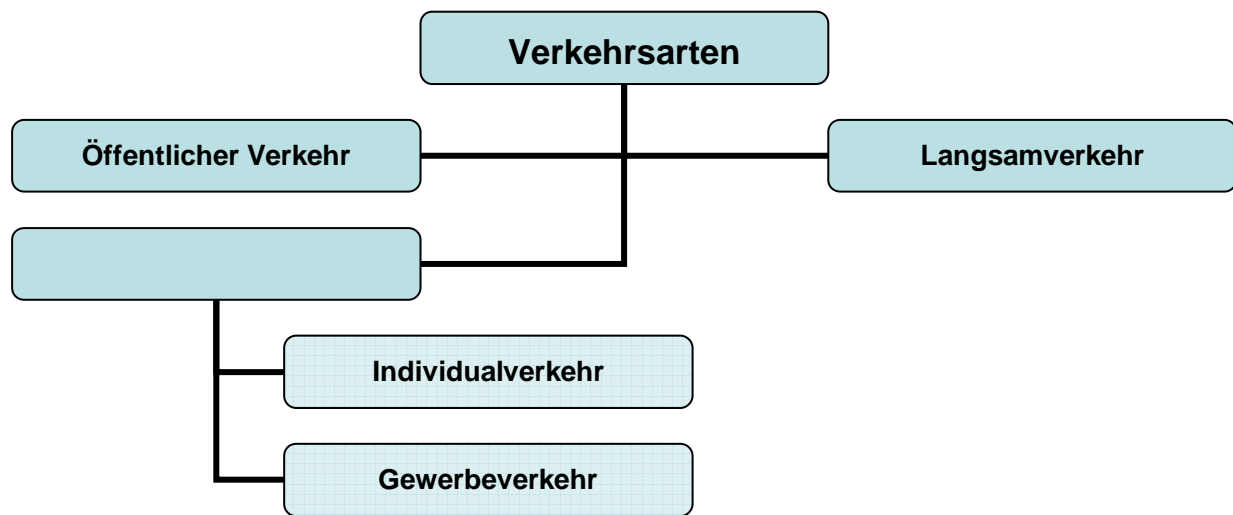 Verkehrsarten
Öffentlicher Verkehr
Langsamverkehr
Individualverkehr
Gewerbeverkehr